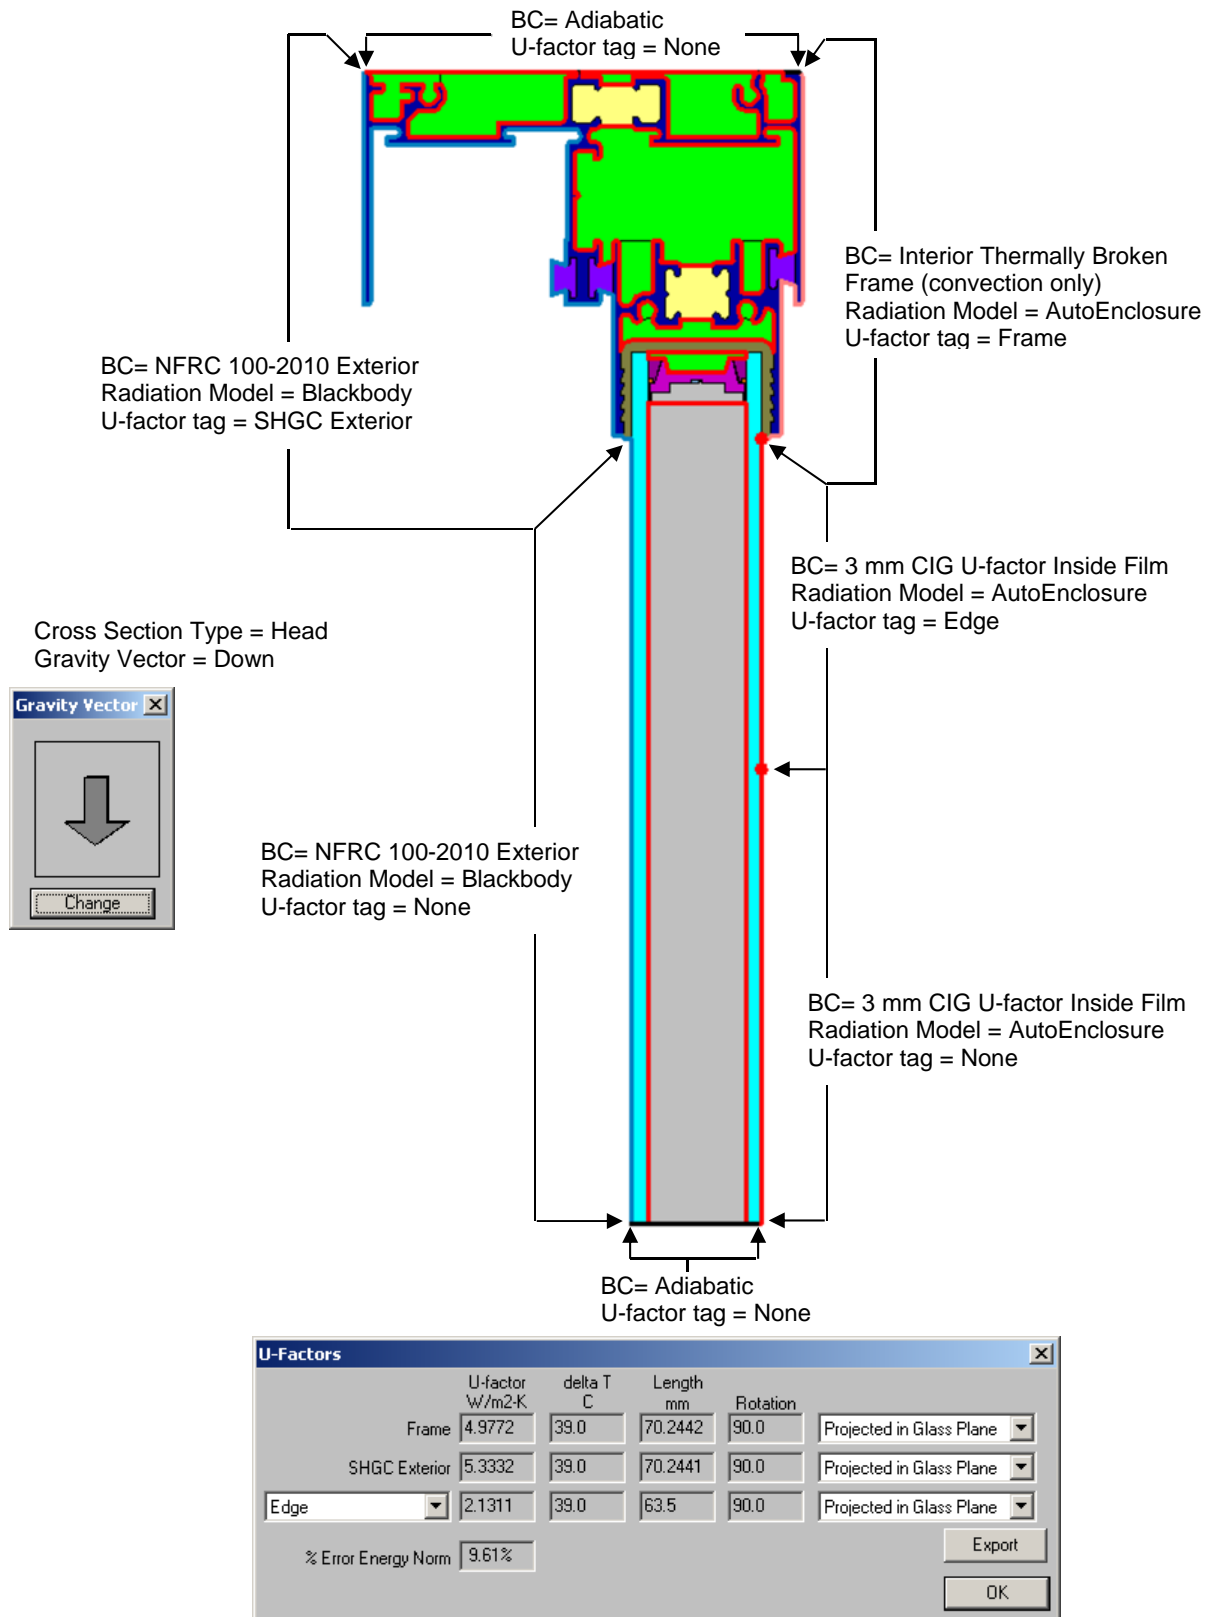 BC= Adiabatic
U-factor tag = None
BC= Interior Thermally Broken
Frame (convection only)
Radiation Model = AutoEnclosure
U-factor tag = Frame
BC= NFRC 100-2010 Exterior
Radiation Model = Blackbody
U-factor tag = SHGC Exterior
BC= 3 mm CIG U-factor Inside Film
Radiation Model = AutoEnclosure
U-factor tag = Edge
Cross Section Type = Head
Gravity Vector = Down
Gravity Vector
Change
BC= NFRC 100-2010 Exterior
Radiation Model = Blackbody
U-factor tag = None
BC= 3 mm CIG U-factor Inside Film
Radiation Model = AutoEnclosure
U-factor tag = None
BC= Adiabatic
U-factor tag = None
U-Factors
U-factor delta T Length
W/m2-K C mm Rotation
Frame 4.9772 39.0 70.2442 90.0 Projected in Glass Plane
SHGC Exterior 5.3332 39.0 70.2441 90.0 Projected in Glass Plane
Edge 2.1311 39.0 63.5 90.0 Projected in Glass Plane
% Error Energy Norm 9.61% Export
OK